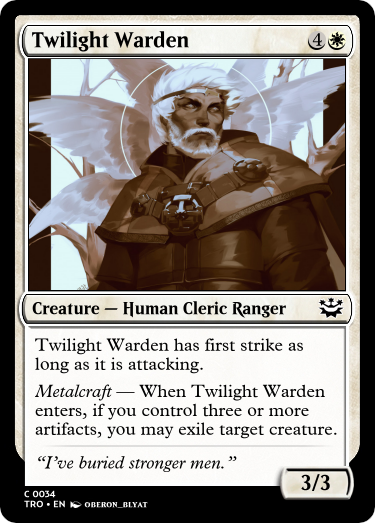 Twilight Warden 4
Creature — Human Cleric Ranger
Twilight Warden has first strike as
long as it is attacking.
Metalcraft — When Twilight Warden
enters, if you control three or more
artifacts, you may exile target creature.
“I’ve buried stronger men.”
3/3
C 0034
TRO • EN OBERON_BLYAT